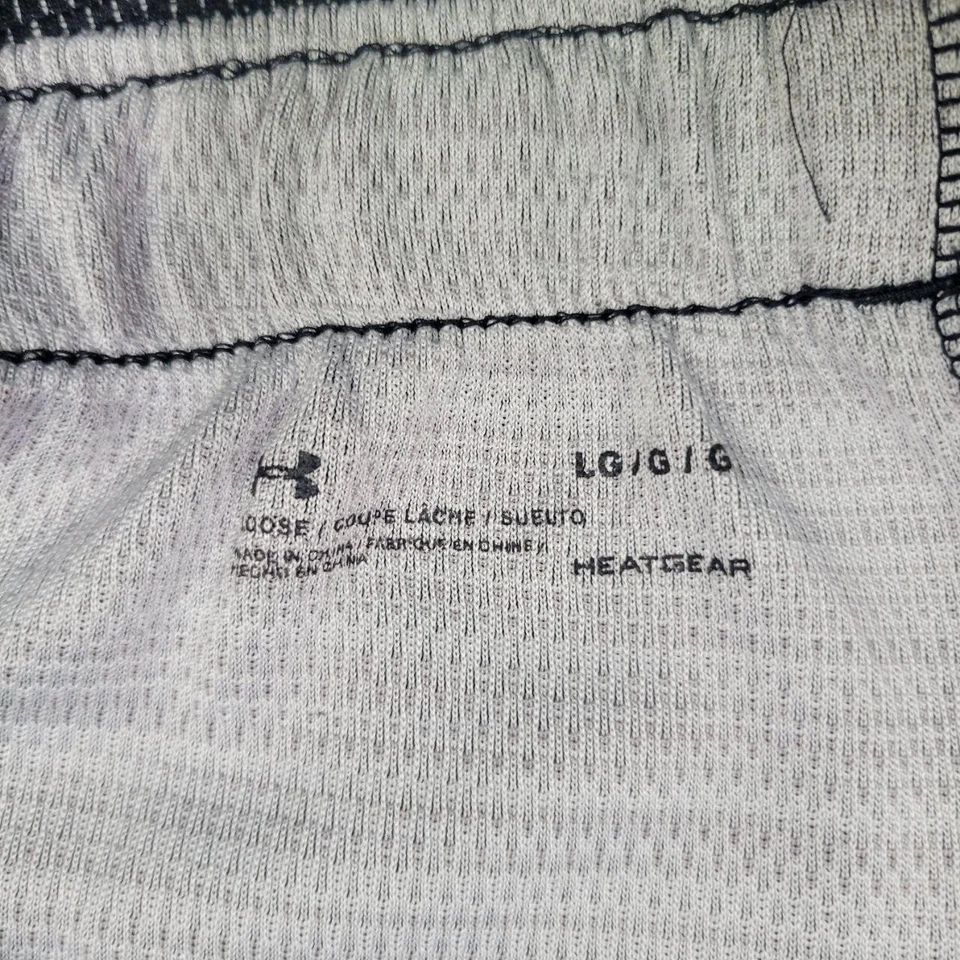 LG / G / G
LOOSE / COUPE LÂCHE / SUELTO
MADE IN CHINA / FABRIQUÉ EN CHINE /
HECHO EN CHINA
HEATGEAR